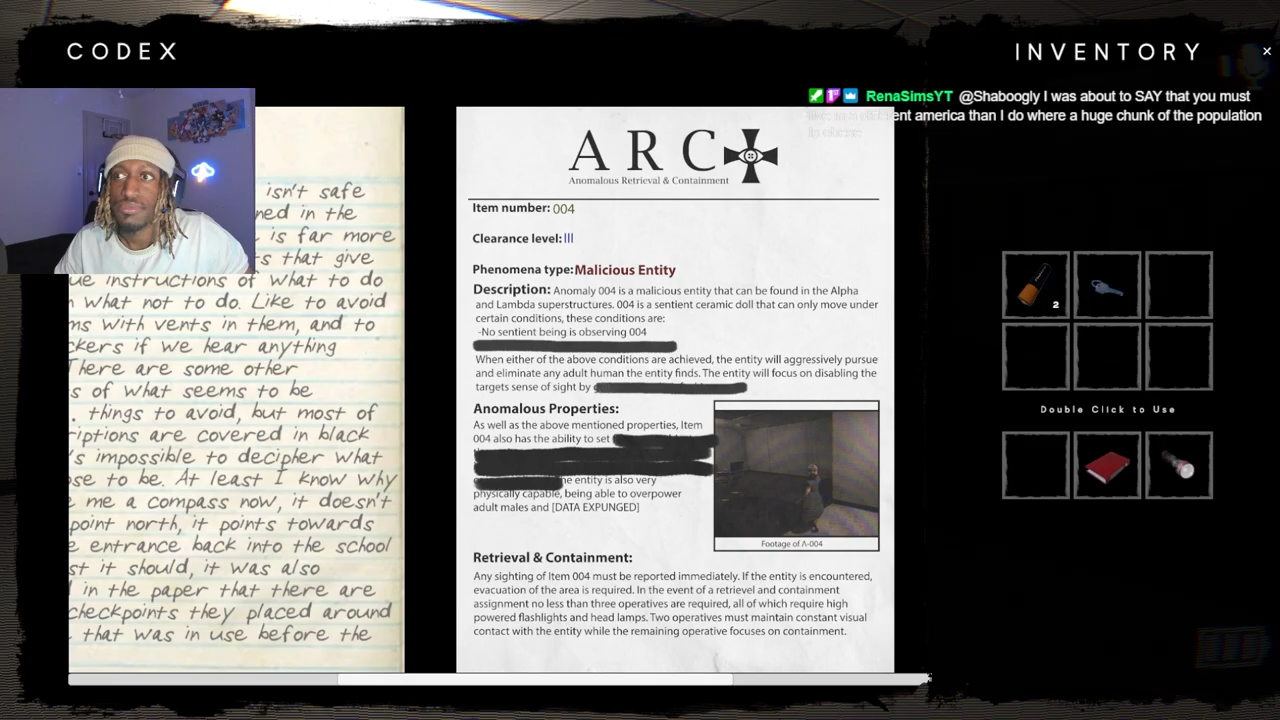 CODEX
INVENTORY
×
RenaSimsYT @Shaboogly I was about to SAY that you must
ent america than I do where a huge chunk of the population
isn't safe
in the
is far more
that give
instructions of what to do
what not to do. Like to avoid
with vents in them, and to
if we hear anything
There are some other
of what seems to be
. things to avoid, but most of
are covered in black
impossible to decipher what
to be. At least I know why
me a compass now, it doesn't
point north, it points towards
entrance back into the school
it should, it was also
in the paper that there are
checkpoints they placed around
that was in use before the
ARC
Anomalous Retrieval & Containment
Item number: 004
Clearance level: III
Phenomena type: Malicious Entity
Description: Anomaly 004 is a malicious entity that can be found in the Alpha
and Lambda superstructures. 004 is a sentient ceramic doll that can only move under
certain conditions, these conditions are:
-No sentient being is observing 004
When either of the above conditions are achieved, the entity will aggressively pursue
and eliminate any adult human the entity finds. The entity will focus on disabling the
targets sense of sight by
Anomalous Properties:
As well as the above mentioned properties, Item
004 also has the ability to set
he entity is also very
physically capable, being able to overpower
adult males and [DATA EXPUNGED]
Footage of Λ-004
Retrieval & Containment:
Any sighting of Item 004 must be reported immediately. If the entity is encountered,
evacuation of the area is required. In the event of a retrievel and containment
assignment no less than three operatives are required, all of which require high
powered flashlights and head lamps. Two operatives must maintain constant visual
contact with the entity while the remaining operative focuses on containment.
2
Double Click to Use